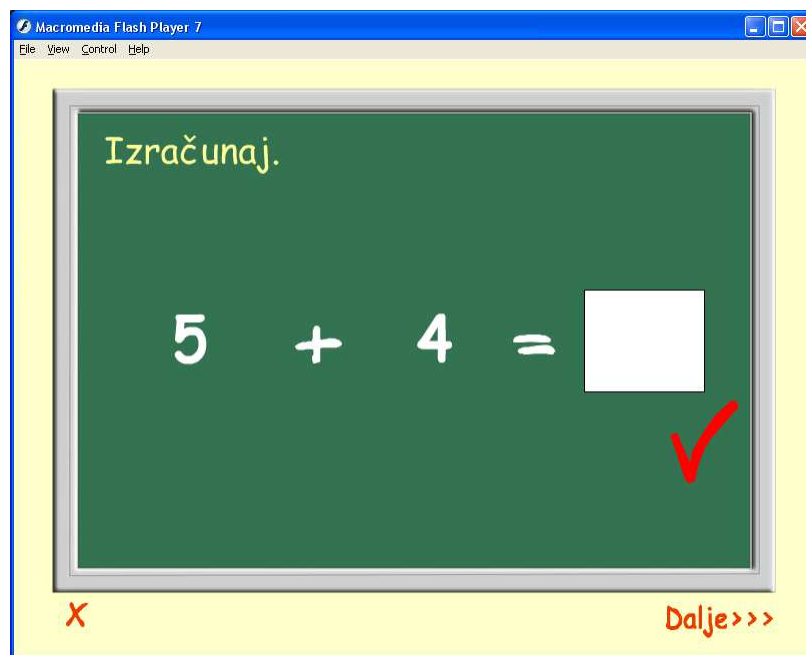 Macromedia Flash Player 7
File View Control Help
Izračunaj.
5 + 4 =
X
Dalje>>>